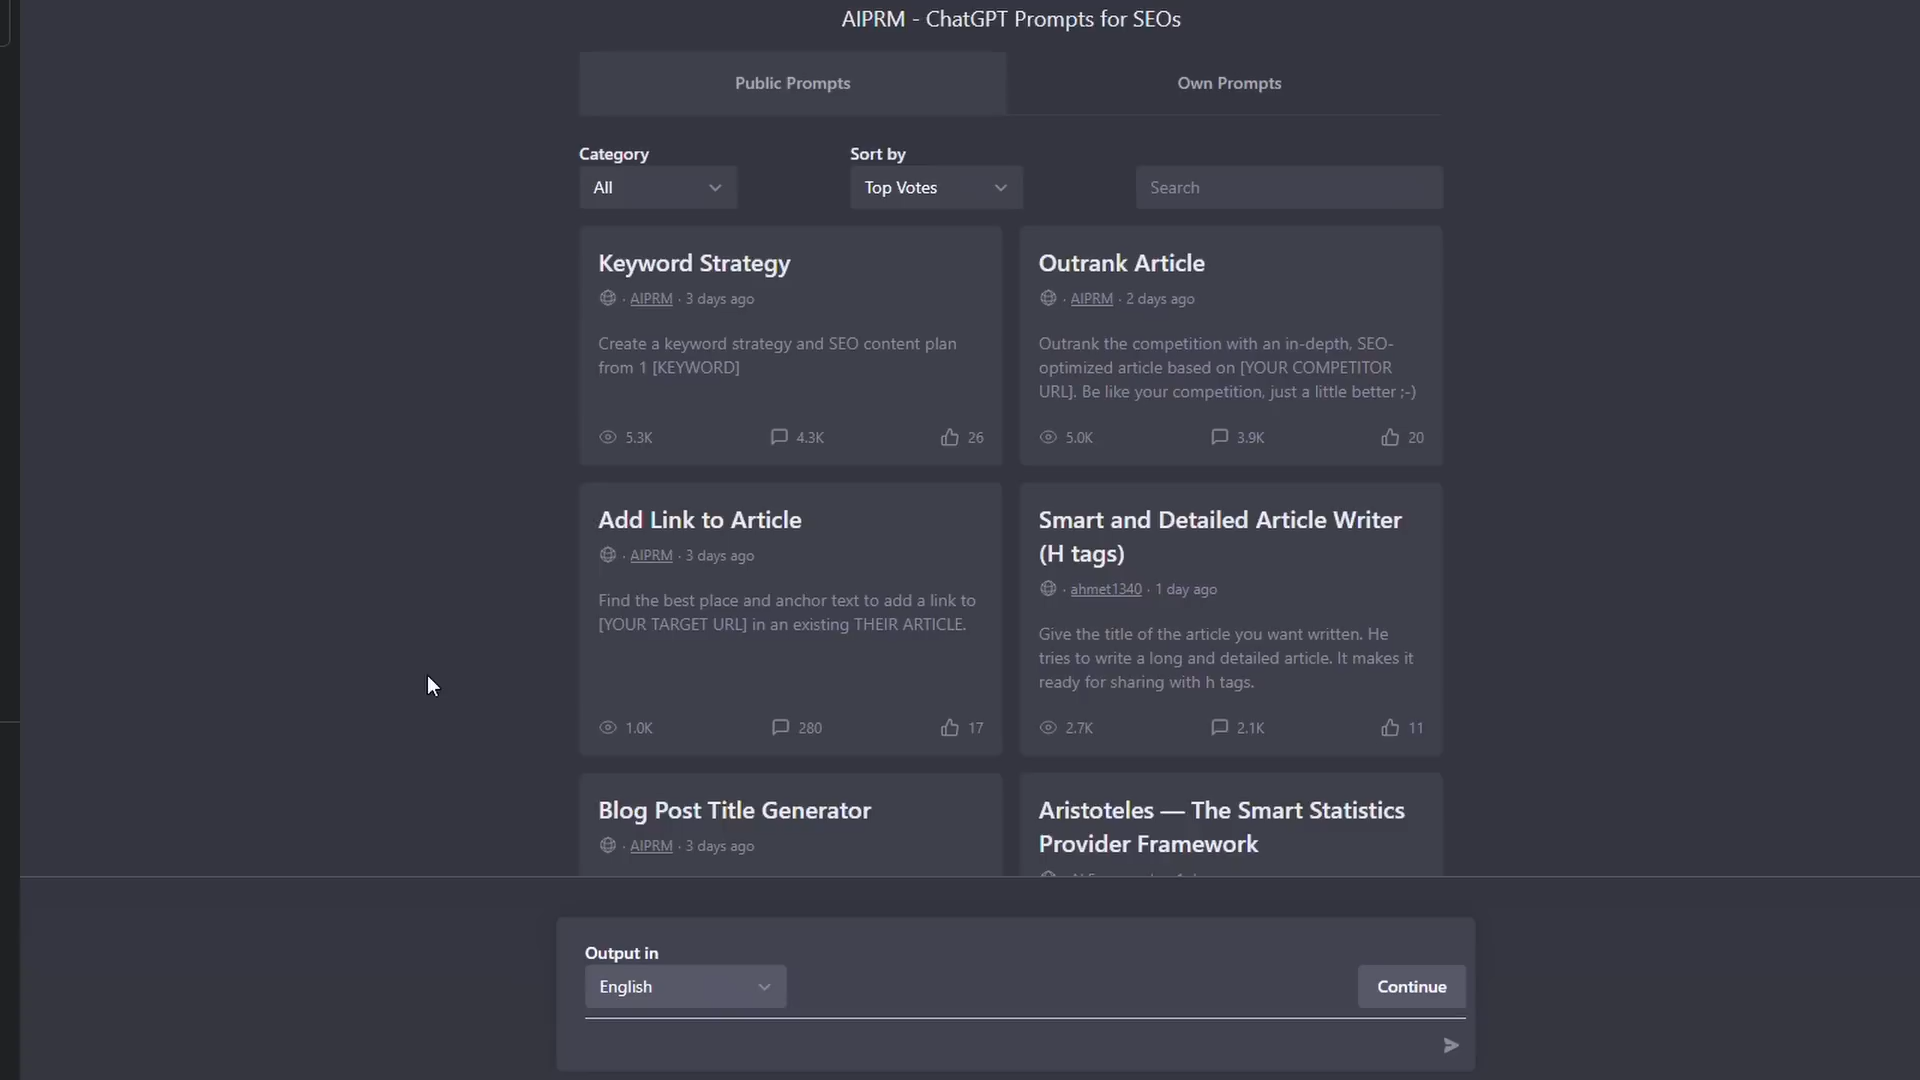 AIPRM - ChatGPT Prompts for SEOs
Public Prompts
Own Prompts
Category
Sort by
All
Top Votes
Search
Keyword Strategy
· AIPRM · 3 days ago
Create a keyword strategy and SEO content plan
from 1 [KEYWORD]
5.3K
4.3K
26
Outrank Article
· AIPRM · 2 days ago
Outrank the competition with an in-depth, SEO-
optimized article based on [YOUR COMPETITOR
URL]. Be like your competition, just a little better ;-)
5.0K
3.9K
20
Add Link to Article
· AIPRM · 3 days ago
Find the best place and anchor text to add a link to
[YOUR TARGET URL] in an existing THEIR ARTICLE.
1.0K
280
17
Smart and Detailed Article Writer
(H tags)
· ahmet1340 · 1 day ago
Give the title of the article you want written. He
tries to write a long and detailed article. It makes it
ready for sharing with h tags.
2.7K
2.1K
11
Blog Post Title Generator
· AIPRM · 3 days ago
Aristoteles — The Smart Statistics
Provider Framework
Output in
English
Continue